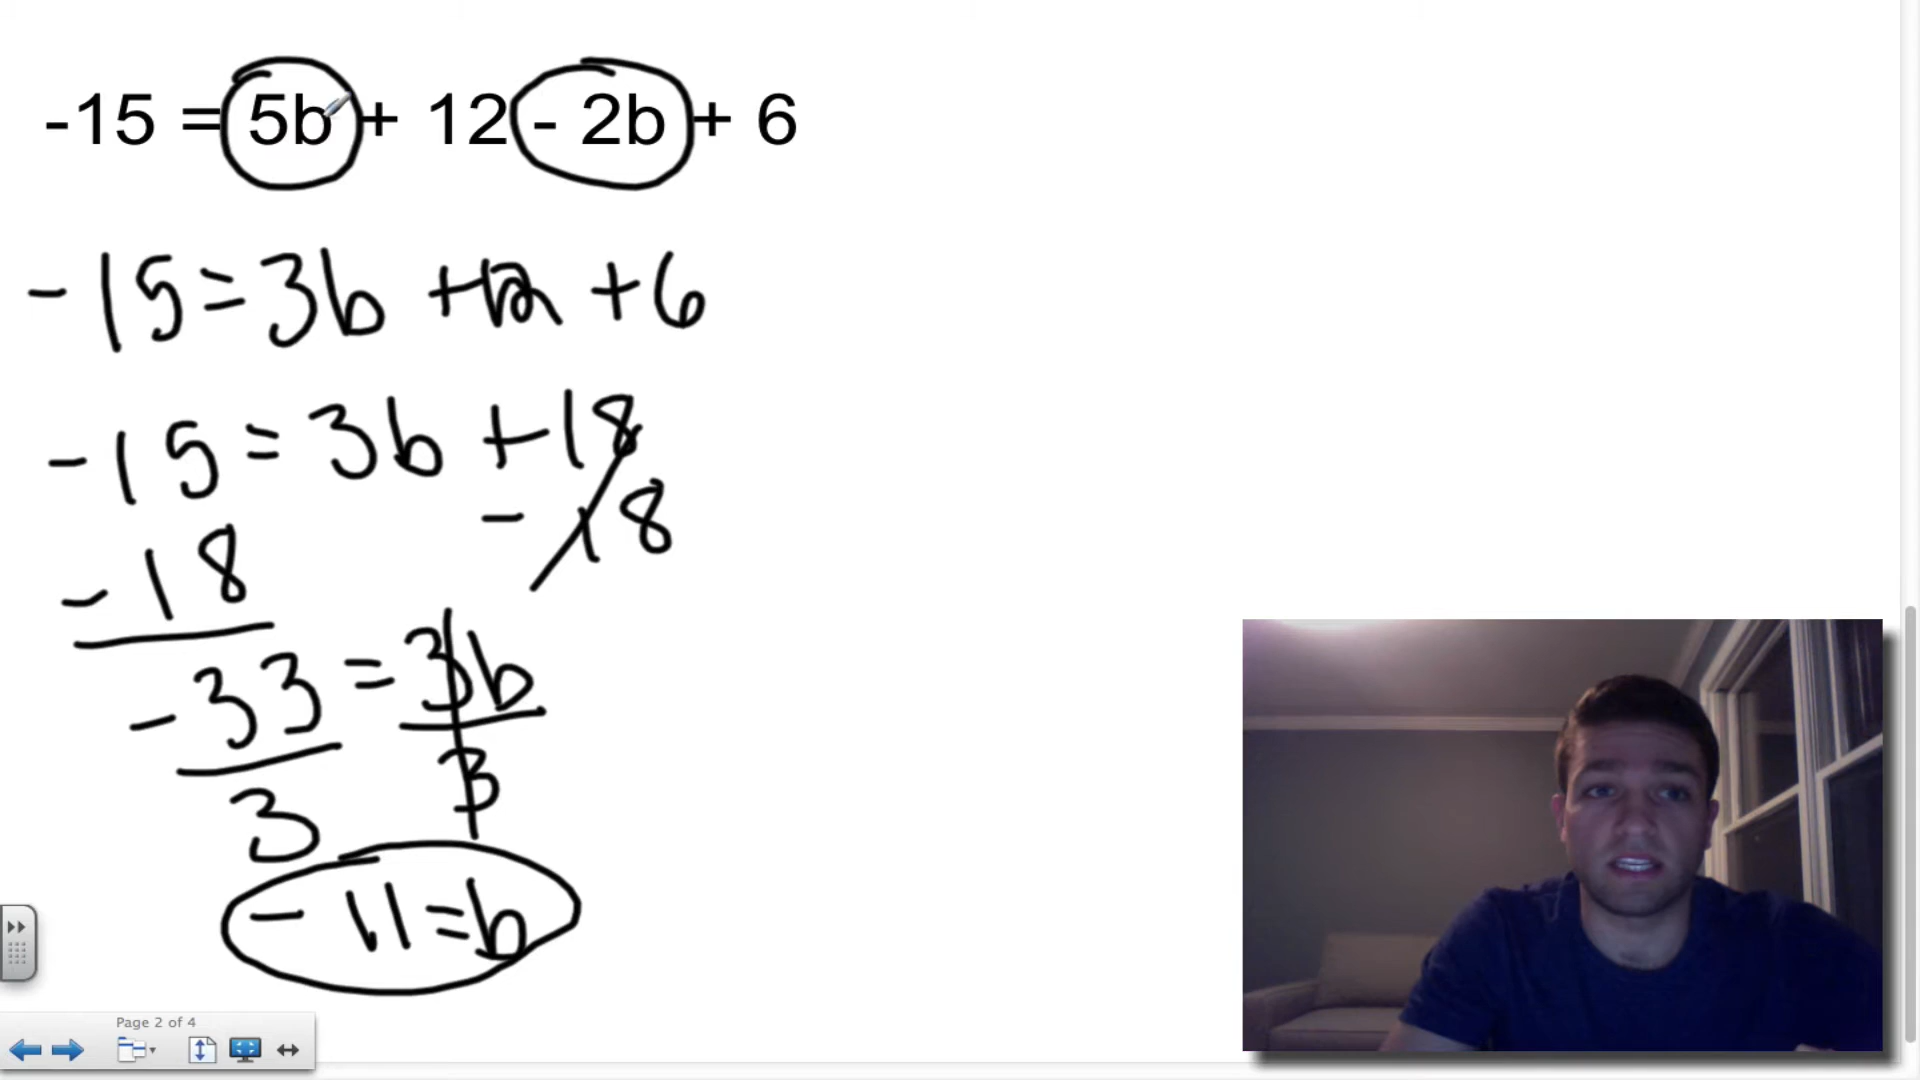 -15 = 5b + 12 - 2b + 6
-15 = 3b +12 +6
-15 = 3b +18
- 18
-18
-33 = 3b
3
3
-11 = b
Page 2 of 4